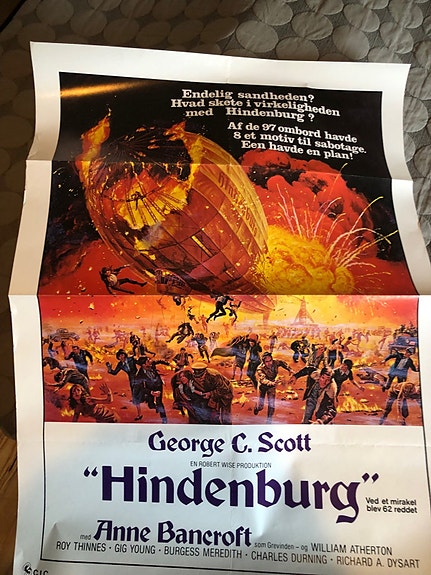 Endelig sandheden?
Hvad skete i virkeligheden
med Hindenburg?
Af de 97 ombord havde
8 et motiv til sabotage.
Een havde en plan!
George C. Scott
EN ROBERT WISE PRODUKTION
"Hindenburg"
Ved et mirakel
blev 62 reddet
med Anne Bancroft som Grevinden - og WILLIAM ATHERTON
ROY THINNES · GIG YOUNG · BURGESS MEREDITH · CHARLES DURNING · RICHARD A. DYSART
CIC